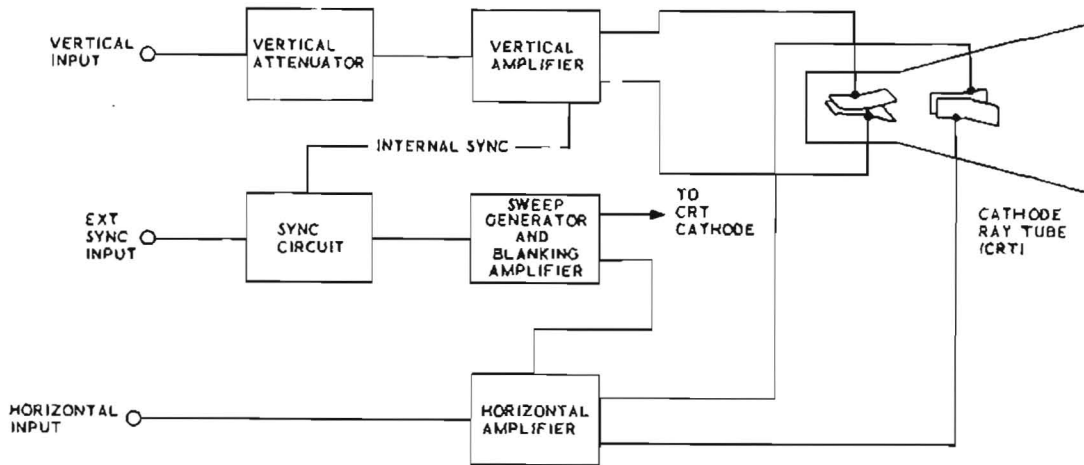 VERTICAL
INPUT
VERTICAL
ATTENUATOR
VERTICAL
AMPLIFIER
INTERNAL SYNC
EXT
SYNC
INPUT
SYNC
CIRCUIT
SWEEP
GENERATOR
AND
BLANKING
AMPLIFIER
TO
CRT
CATHODE
CATHODE
RAY TUBE
(CRT)
HORIZONTAL
INPUT
HORIZONTAL
AMPLIFIER